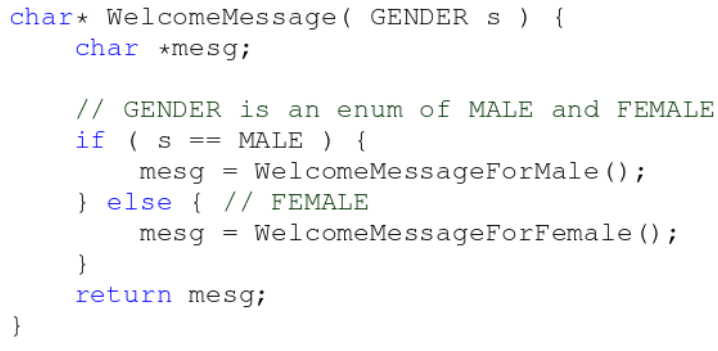 char* WelcomeMessage( GENDER s ) {
    char *mesg;

    // GENDER is an enum of MALE and FEMALE
    if ( s == MALE ) {
        mesg = WelcomeMessageForMale();
    } else { // FEMALE
        mesg = WelcomeMessageForFemale();
    }
    return mesg;
}